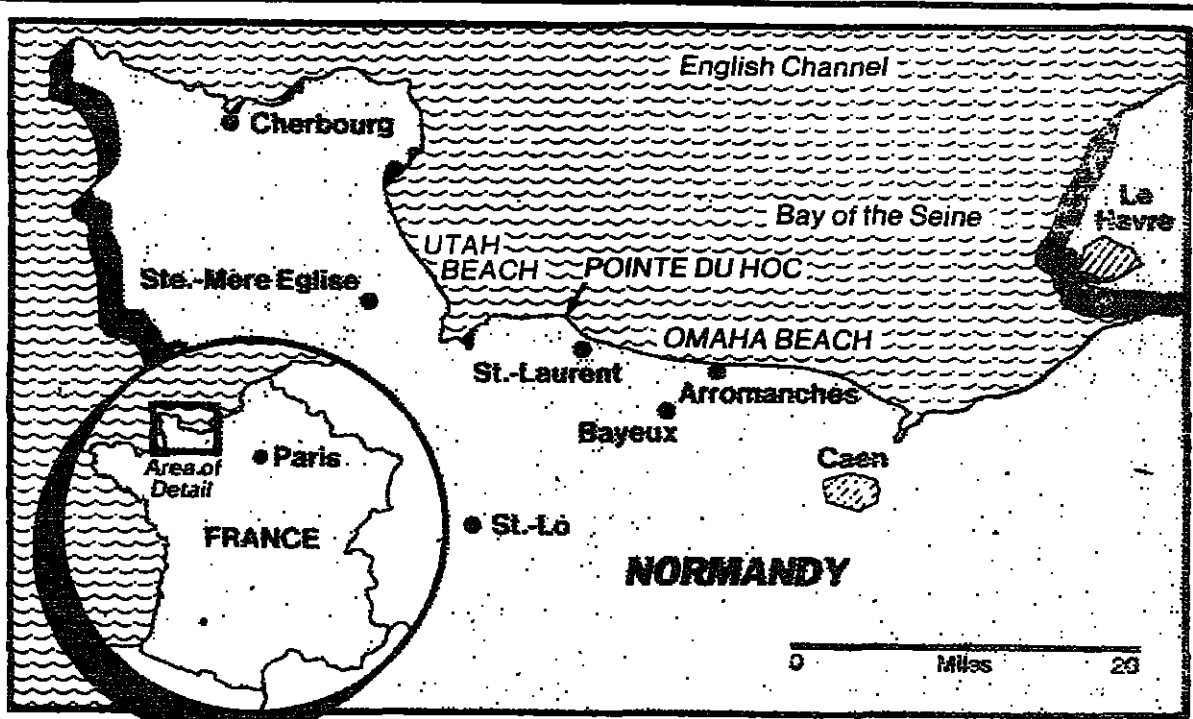 English Channel
Cherbourg
Bay of the Seine
Le
Havre
UTAH
BEACH
POINTE DU HOC
Ste.-Mere Eglise
OMAHA BEACH
St.-Laurent
Arromanches
Bayeux
Caen
Area of
Detail
Paris
FRANCE
St.-Lo
NORMANDY
0 Miles 20